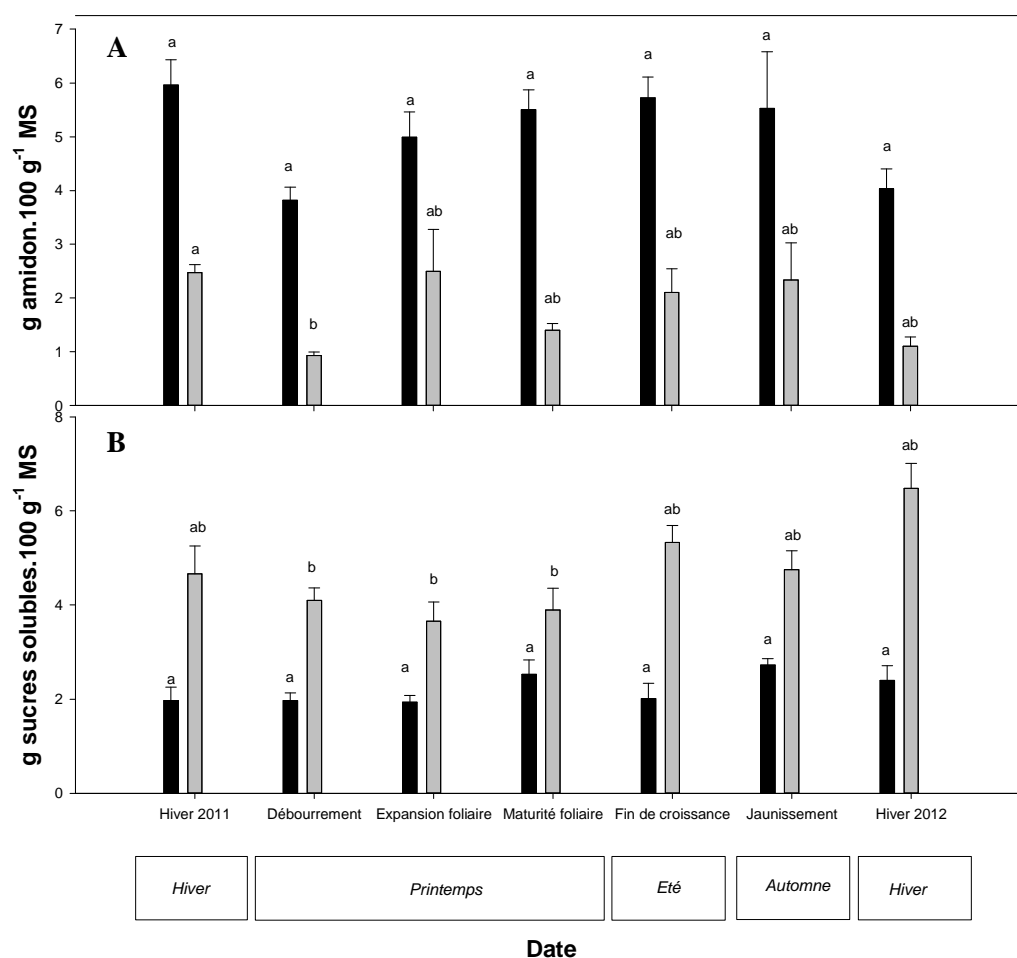 A
g amidon.100 g-1 MS
7
6
5
4
3
2
1
0
a a a a a a a
a b ab ab ab ab ab
B
g sucres solubles.100 g-1 MS
8
6
4
2
0
ab b b b ab ab ab
a a a a a a a
Hiver 2011 Débourrement Expansion foliaire Maturité foliaire Fin de croissance Jaunissement Hiver 2012
Hiver Printemps Eté Automne Hiver
Date